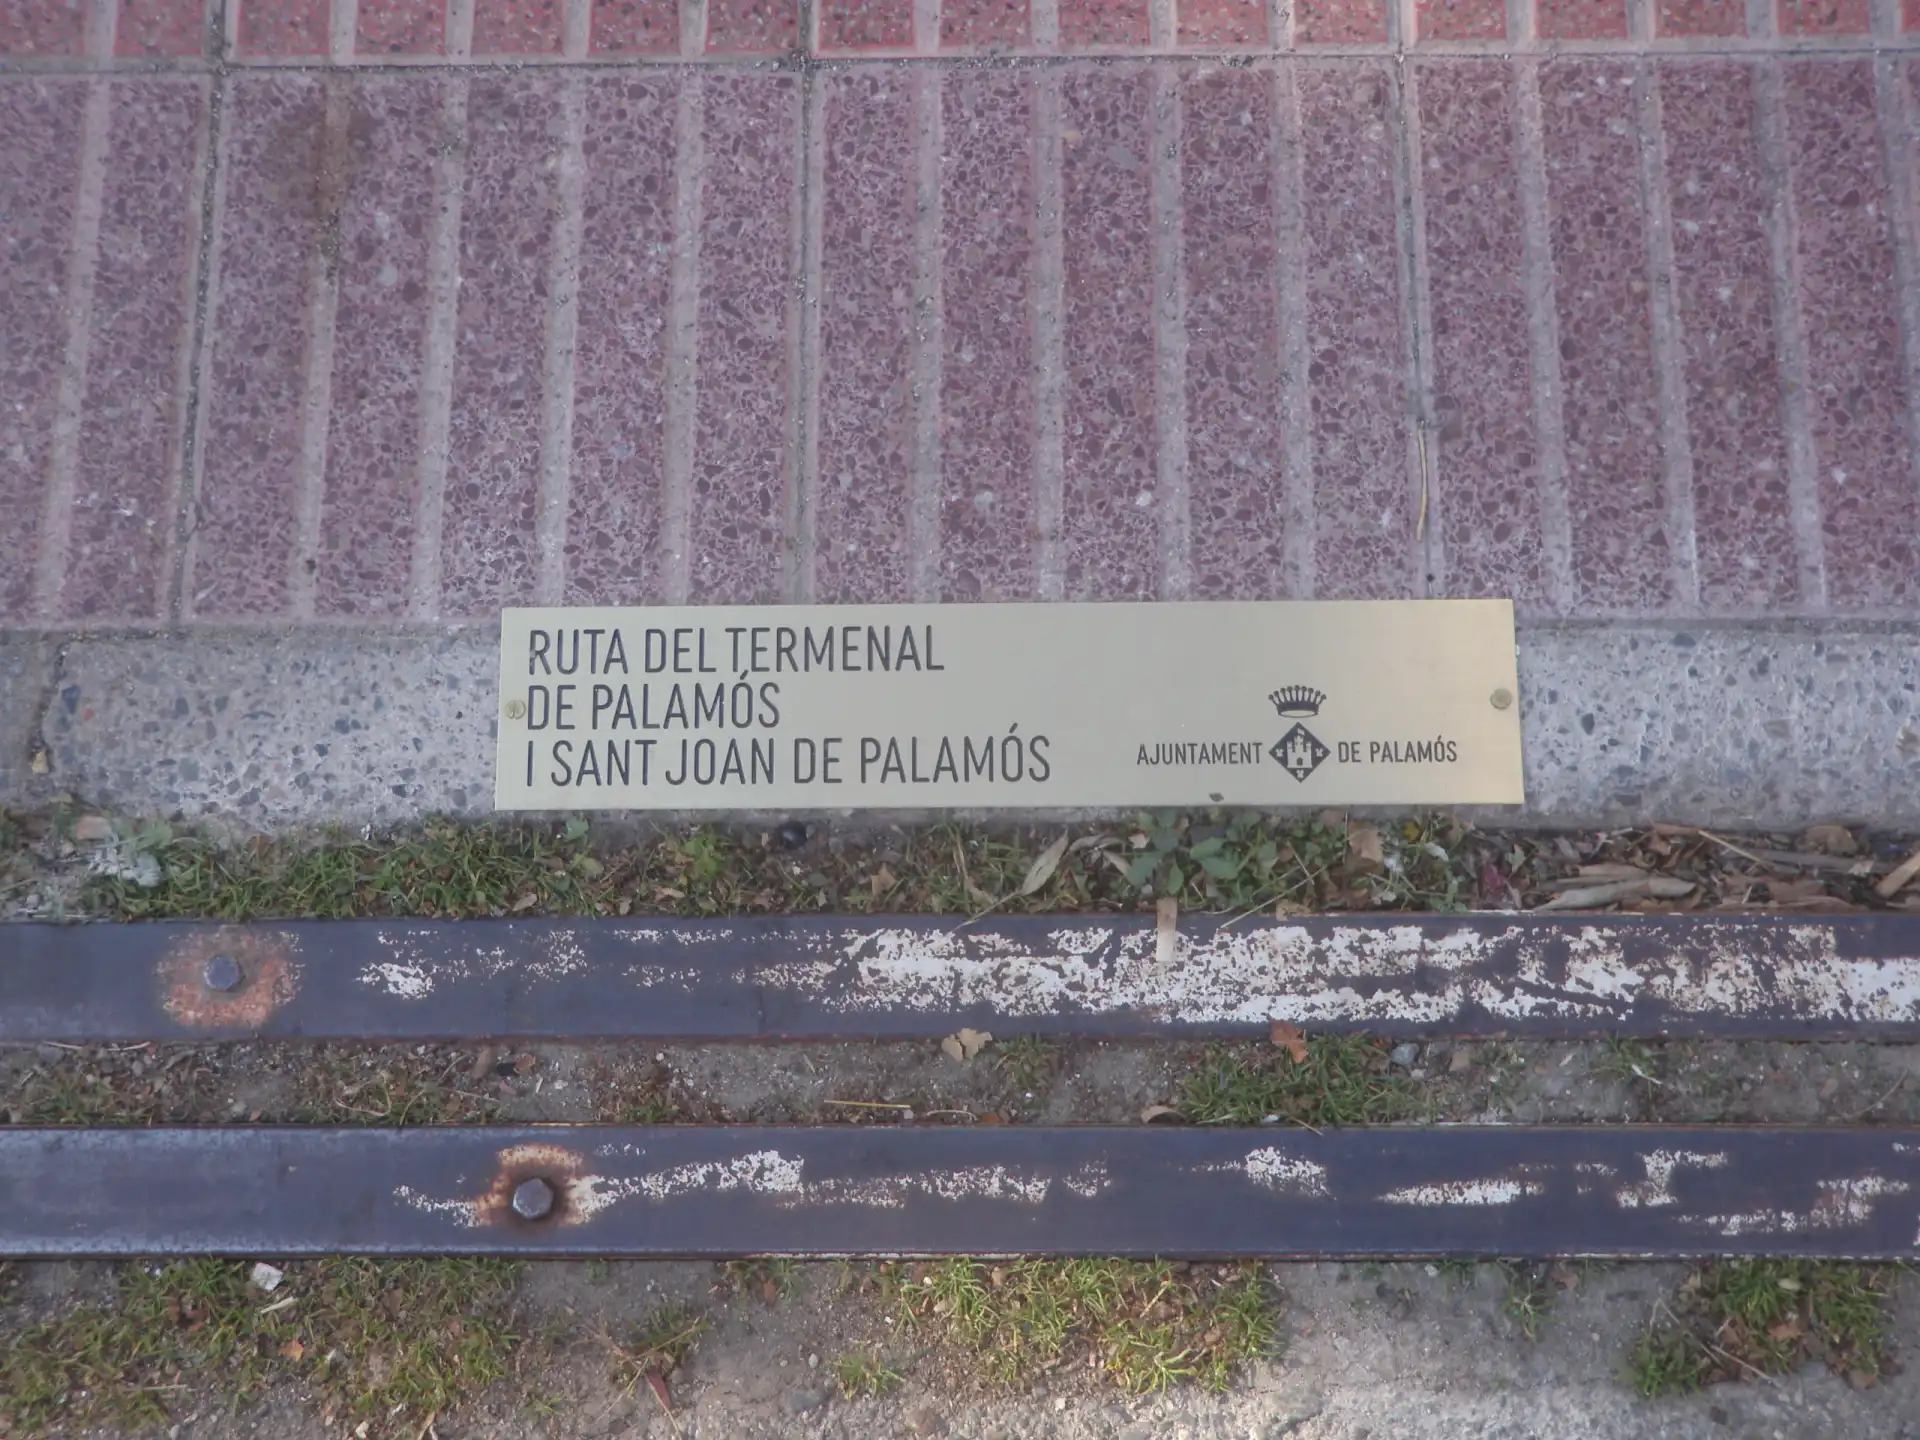 RUTA DEL TERMENAL
DE PALAMÓS
I SANT JOAN DE PALAMÓS
AJUNTAMENT DE PALAMÓS